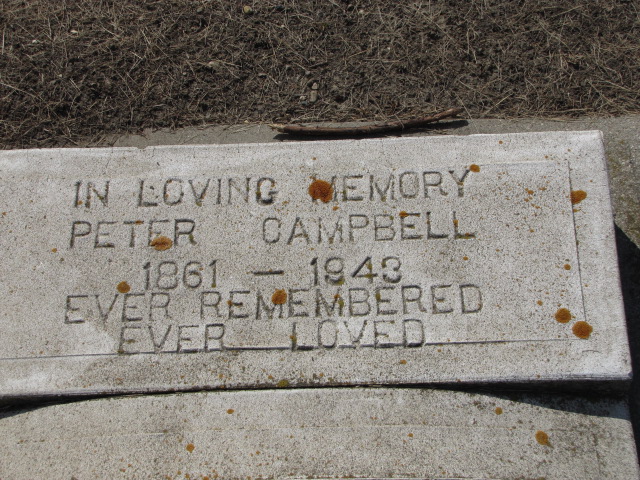 IN LOVING MEMORY
PETER CAMPBELL
1861 – 1943
EVER REMEMBERED
EVER LOVED